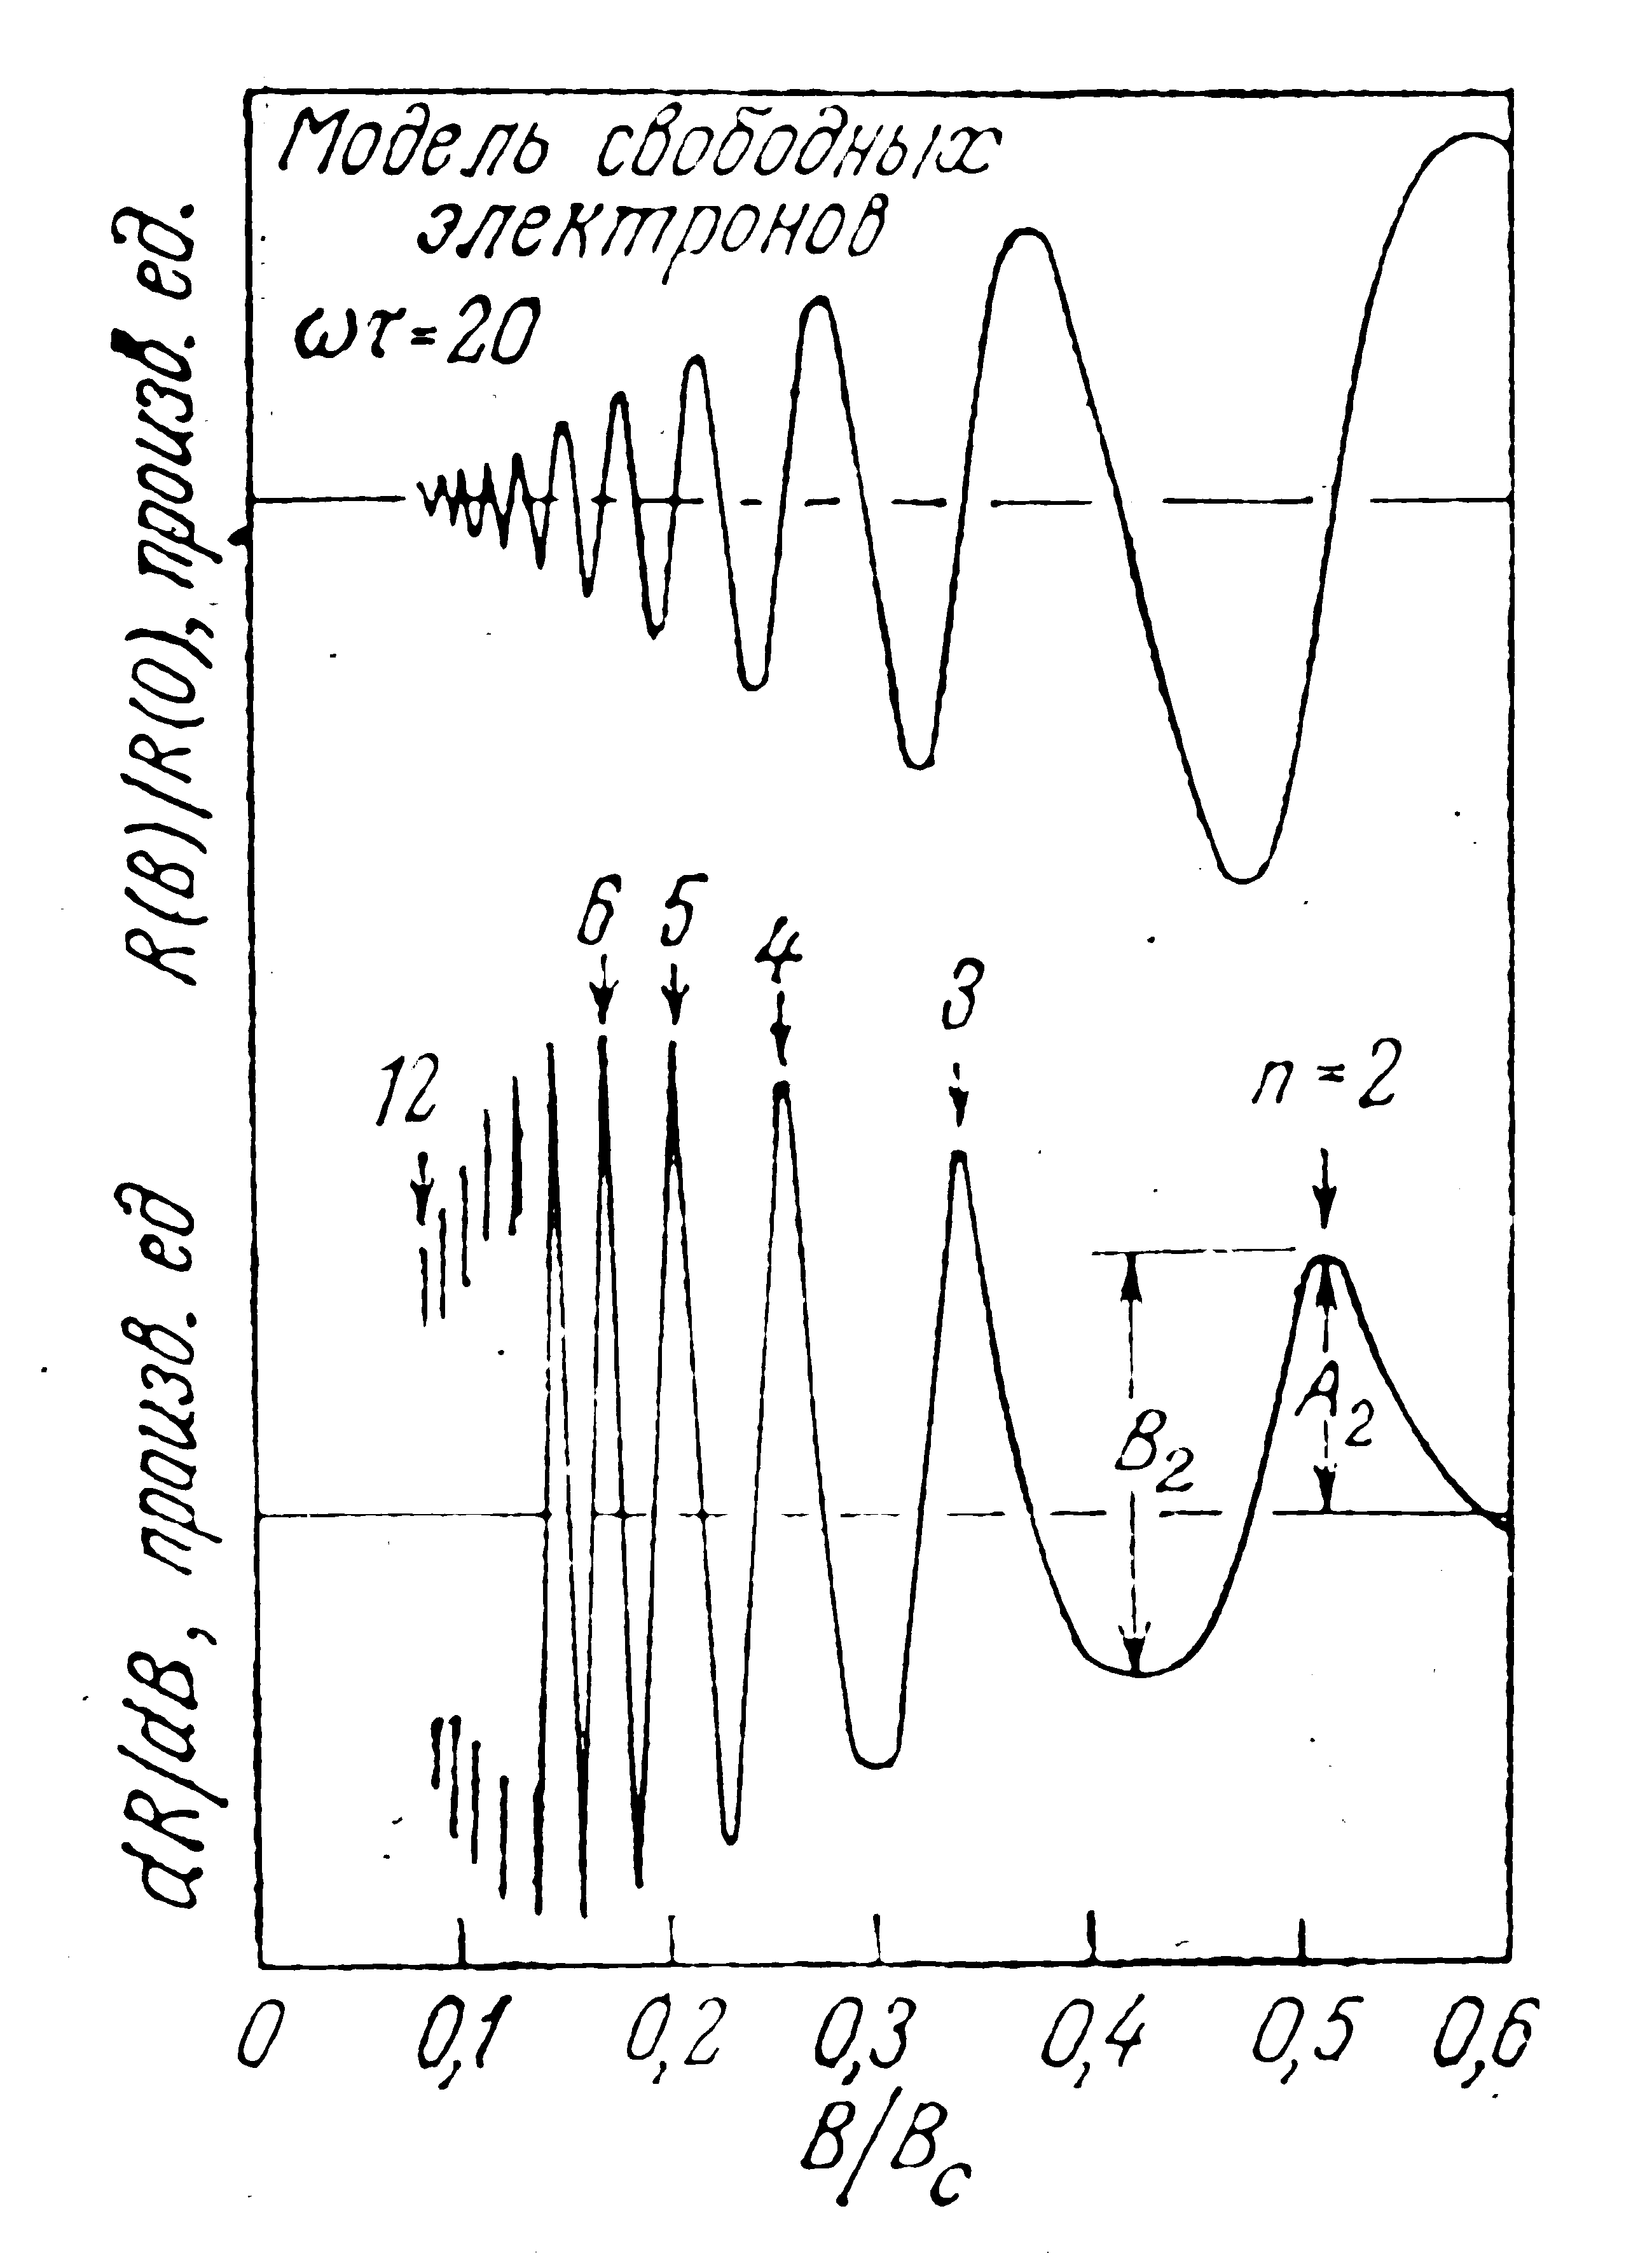 Модель свободных
электронов
ωτ=20
R(B)/R(0), произв. ед.
6
5
4
3
n=2
12
B₂
A₂
dR/dB, произв. ед
0 0,1 0,2 0,3 0,4 0,5 0,6
B/B_c